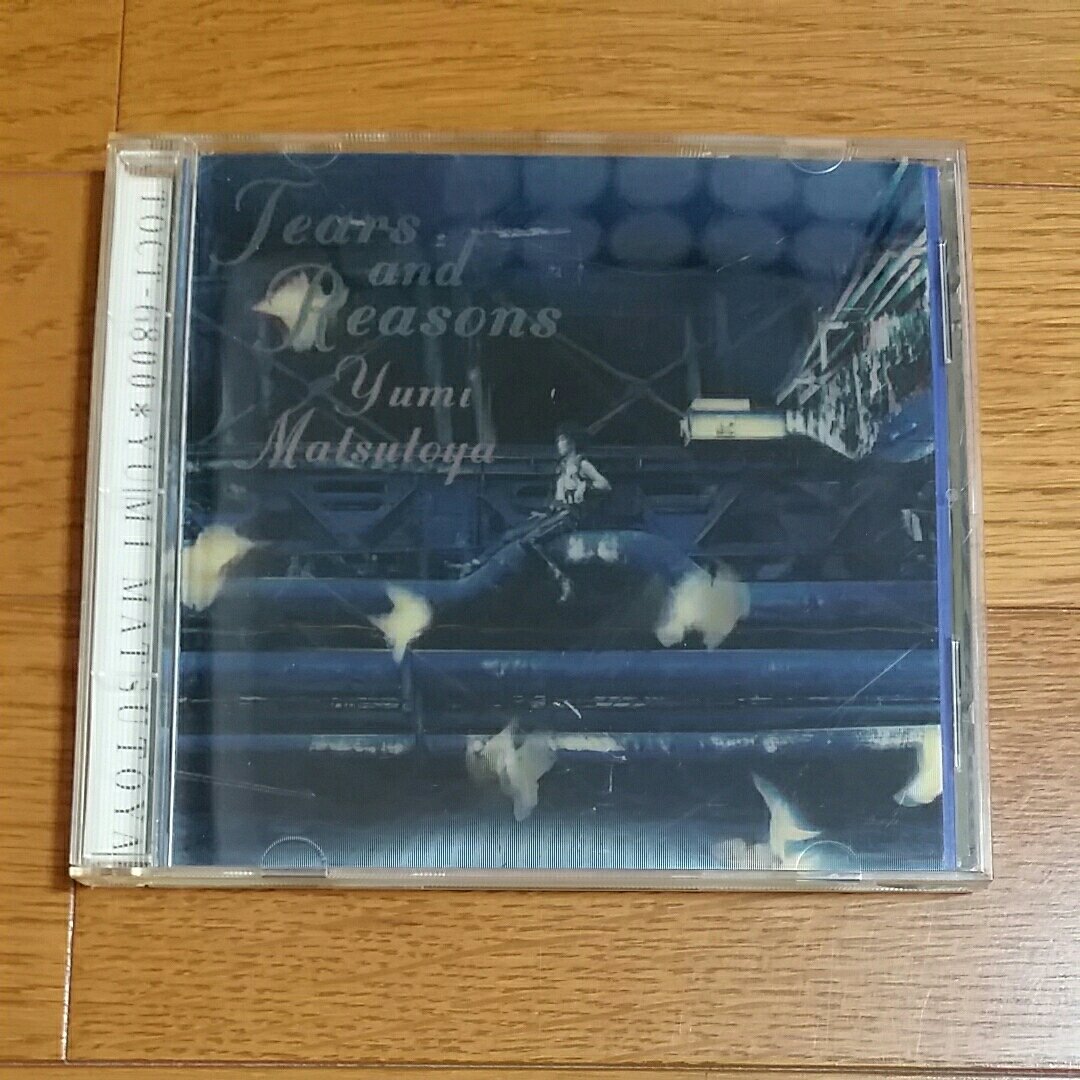 Tears
and
Reasons
Yumi
Matsutoya
TOCT-6800*YUMI MATSUTOYA